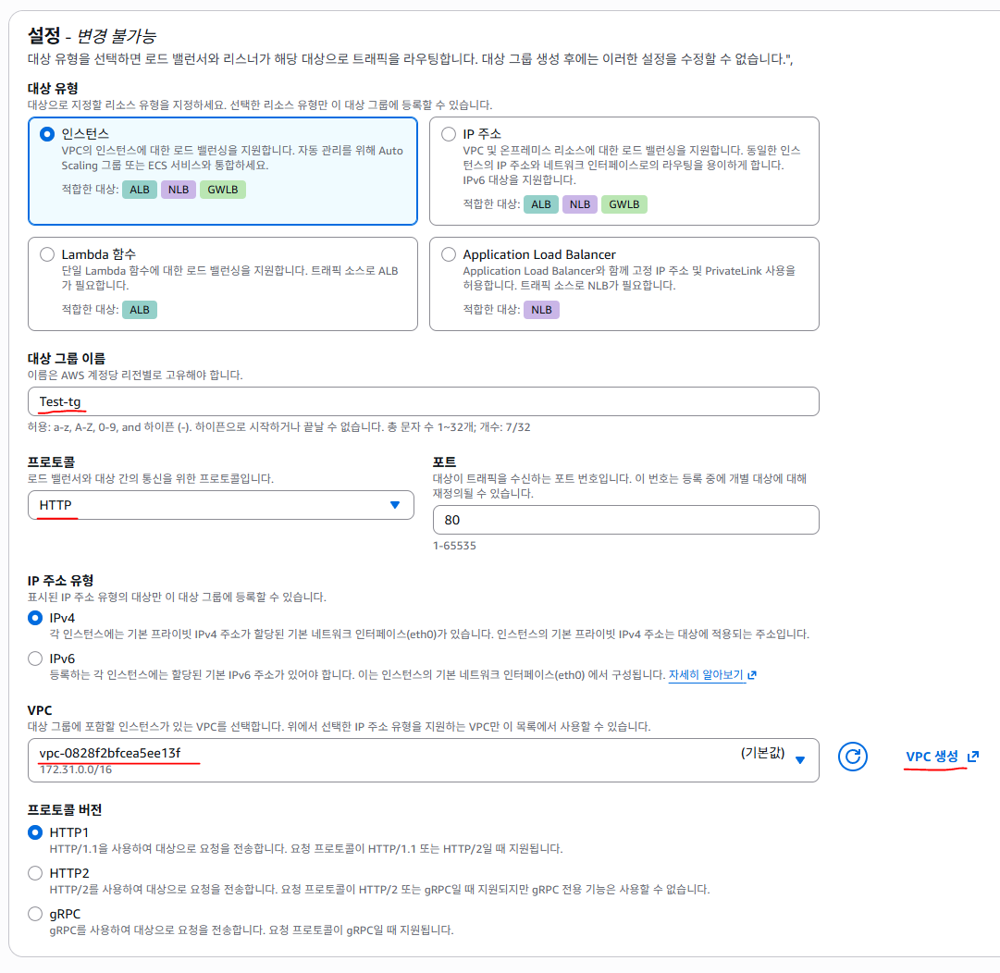 설정 - 변경 불가능
대상 유형을 선택하면 로드 밸런서와 리스너가 해당 대상으로 트래픽을 라우팅합니다. 대상 그룹 생성 후에는 이러한 설정을 수정할 수 없습니다.",
대상 유형
대상으로 지정할 리소스 유형을 지정하세요. 선택한 리소스 유형만 이 대상 그룹에 등록할 수 있습니다.
인스턴스
VPC의 인스턴스에 대한 로드 밸런싱을 지원합니다. 자동 관리를 위해 Auto
Scaling 그룹 또는 ECS 서비스와 통합하세요.
적합한 대상: ALB NLB GWLB
IP 주소
VPC 및 온프레미스 리소스에 대한 로드 밸런싱을 지원합니다. 동일한 인스
턴스의 IP 주소와 네트워크 인터페이스로의 라우팅을 용이하게 합니다.
IPv6 대상을 지원합니다.
적합한 대상: ALB NLB GWLB
Lambda 함수
단일 Lambda 함수에 대한 로드 밸런싱을 지원합니다. 트래픽 소스로 ALB
가 필요합니다.
적합한 대상: ALB
Application Load Balancer
Application Load Balancer와 함께 고정 IP 주소 및 PrivateLink 사용을
허용합니다. 트래픽 소스로 NLB가 필요합니다.
적합한 대상: NLB
대상 그룹 이름
이름은 AWS 계정당 리전별로 고유해야 합니다.
Test-tg
허용: a-z, A-Z, 0-9, and 하이픈 (-). 하이픈으로 시작하거나 끝날 수 없습니다. 총 문자 수 1~32개; 개수: 7/32
프로토콜
로드 밸런서와 대상 간의 통신을 위한 프로토콜입니다.
HTTP
포트
대상이 트래픽을 수신하는 포트 번호입니다. 이 번호는 등록 중에 개별 대상에 대해
재정의될 수 있습니다.
80
1-65535
IP 주소 유형
표시된 IP 주소 유형의 대상만 이 대상 그룹에 등록할 수 있습니다.
IPv4
각 인스턴스에는 기본 프라이빗 IPv4 주소가 할당된 기본 네트워크 인터페이스(eth0)가 있습니다. 인스턴스의 기본 프라이빗 IPv4 주소는 대상에 적용되는 주소입니다.
IPv6
등록하는 각 인스턴스에는 할당된 기본 IPv6 주소가 있어야 합니다. 이는 인스턴스의 기본 네트워크 인터페이스(eth0) 에서 구성됩니다. 자세히 알아보기
VPC
대상 그룹에 포함할 인스턴스가 있는 VPC를 선택합니다. 위에서 선택한 IP 주소 유형을 지원하는 VPC만 이 목록에서 사용할 수 있습니다.
vpc-0828f2bfcea5ee13f (기본값)
172.31.0.0/16
VPC 생성
프로토콜 버전
HTTP1
HTTP/1.1을 사용하여 대상으로 요청을 전송합니다. 요청 프로토콜이 HTTP/1.1 또는 HTTP/2일 때 지원됩니다.
HTTP2
HTTP/2를 사용하여 대상으로 요청을 전송합니다. 요청 프로토콜이 HTTP/2 또는 gRPC일 때 지원되지만 gRPC 전용 기능은 사용할 수 없습니다.
gRPC
gRPC를 사용하여 대상으로 요청을 전송합니다. 요청 프로토콜이 gRPC일 때 지원됩니다.